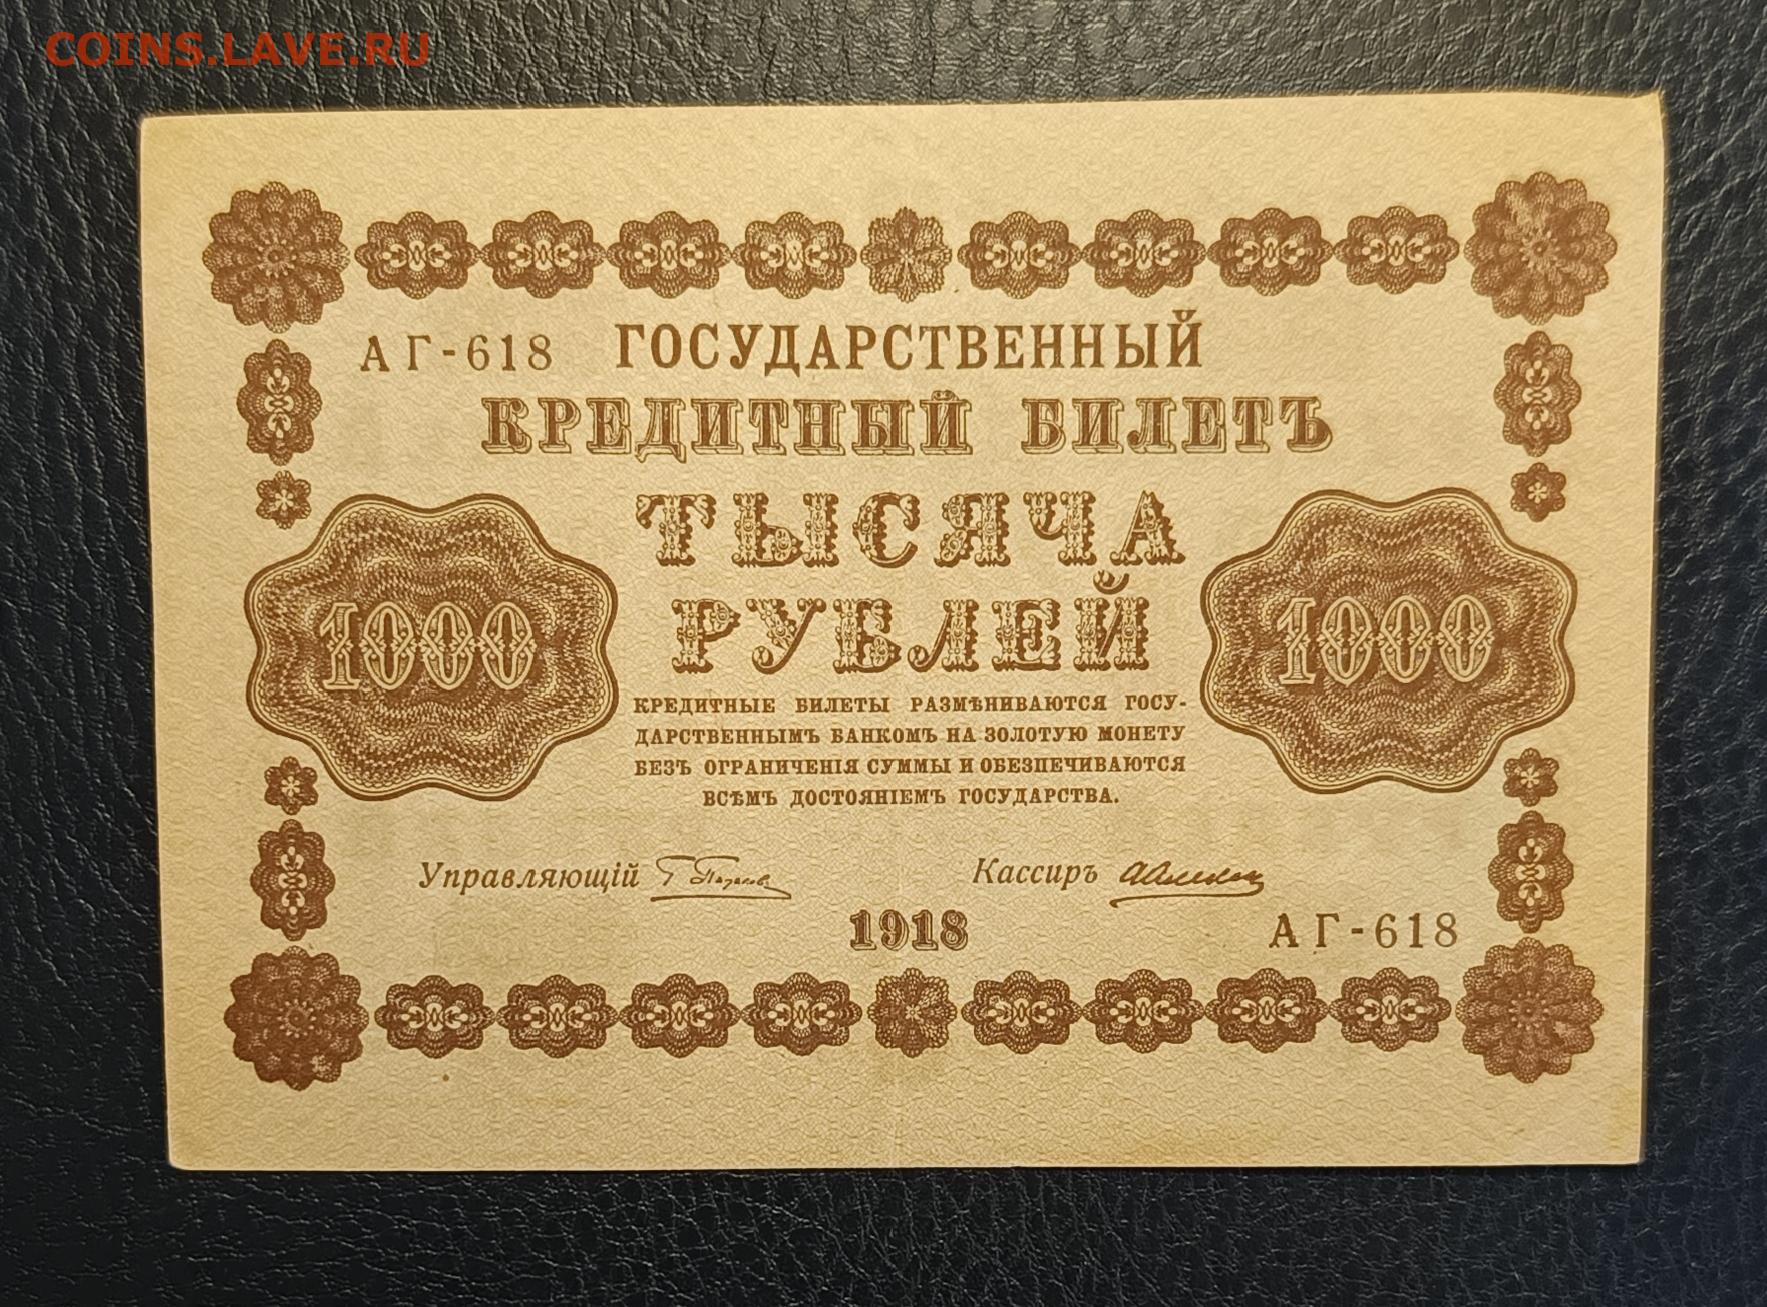 COINS.LAVE.RU
АГ-618 ГОСУДАРСТВЕННЫЙ
КРЕДИТНЫЙ БИЛЕТЪ
ТЫСЯЧА
РУБЛЕЙ
1000 1000
КРЕДИТНЫЕ БИЛЕТЫ РАЗМѢНИВАЮТСЯ ГОСУ-
ДАРСТВЕННЫМЪ БАНКОМЪ НА ЗОЛОТУЮ МОНЕТУ
БЕЗЪ ОГРАНИЧЕНІЯ СУММЫ И ОБЕЗПЕЧИВАЮТСЯ
ВСѢМЪ ДОСТОЯНІЕМЪ ГОСУДАРСТВА.
Управляющій Кассиръ
1918 АГ-618